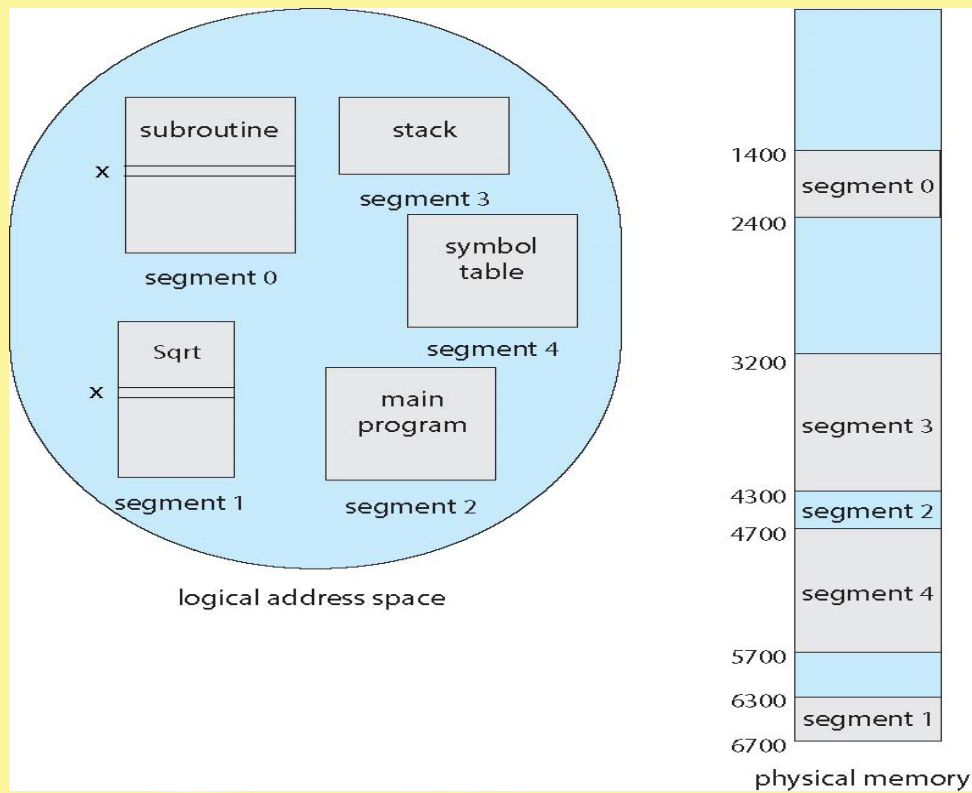 subroutine
x
segment 0
stack
segment 3
symbol
table
segment 4
Sqrt
x
segment 1
main
program
segment 2
logical address space
1400
segment 0
2400
3200
segment 3
4300
segment 2
4700
segment 4
5700
6300
segment 1
6700
physical memory